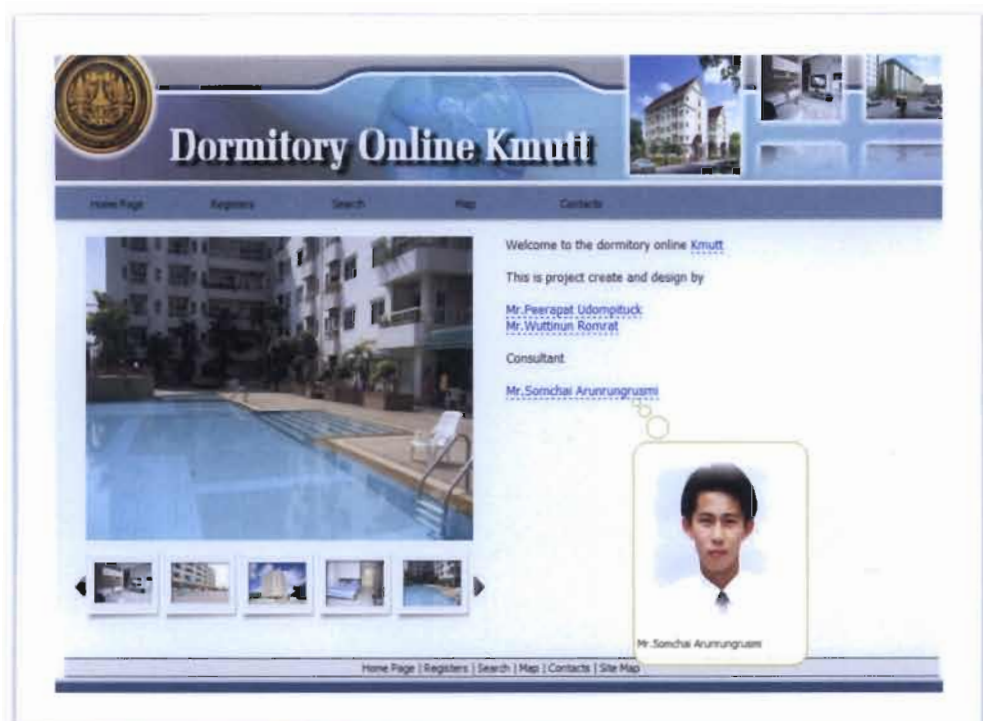 Dormitory Online Kmutt
Home Page Registers Search Map Contacts
Welcome to the dormitory online Kmutt
This is project create and design by
Mr.Peerapat Udompituck
Mr.Wuttinun Romrat
Consultant
Mr.Somchai Arunrungrusmi
Mr.Somchai Arunrungrusmi
Home Page | Registers | Search | Map | Contacts | Site Map